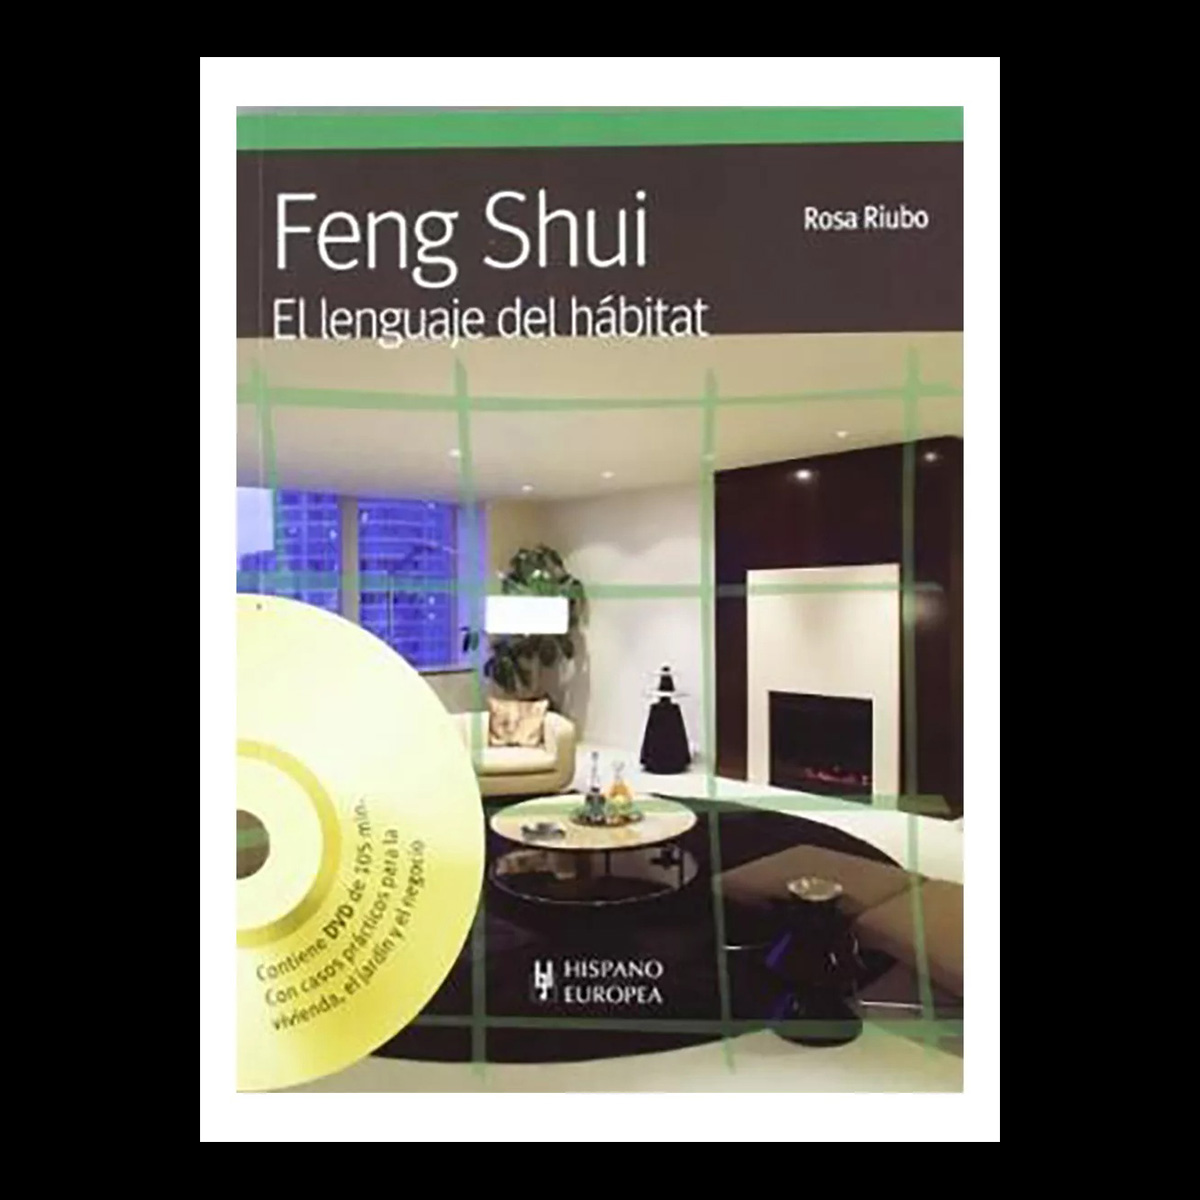 Feng Shui
Rosa Riubo
El lenguaje del hábitat
Contiene DVD de 105 min.
Con casos prácticos para la
vivienda, el jardín y el negocio
HISPANO
EUROPEA